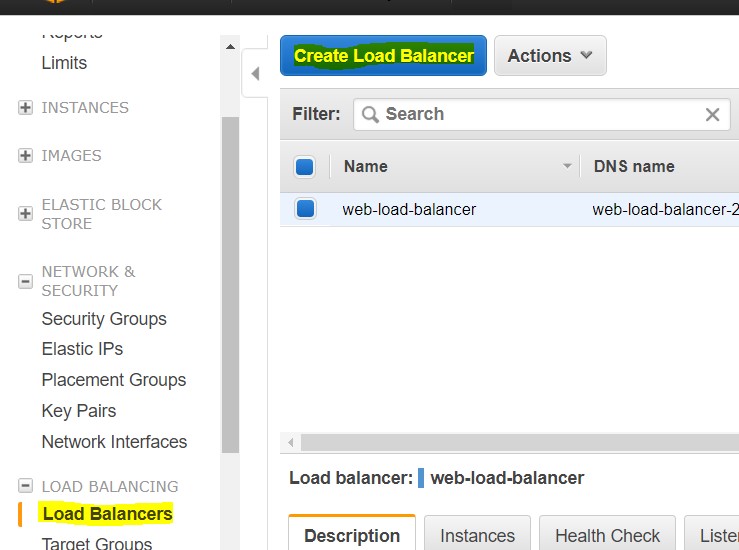 Reports
Limits
INSTANCES
IMAGES
ELASTIC BLOCK
STORE
NETWORK &
SECURITY
Security Groups
Elastic IPs
Placement Groups
Key Pairs
Network Interfaces
LOAD BALANCING
Load Balancers
Target Groups
Create Load Balancer
Actions
Filter:
Search
Name
DNS name
web-load-balancer
web-load-balancer-2
Load balancer: web-load-balancer
Description
Instances
Health Check
Liste